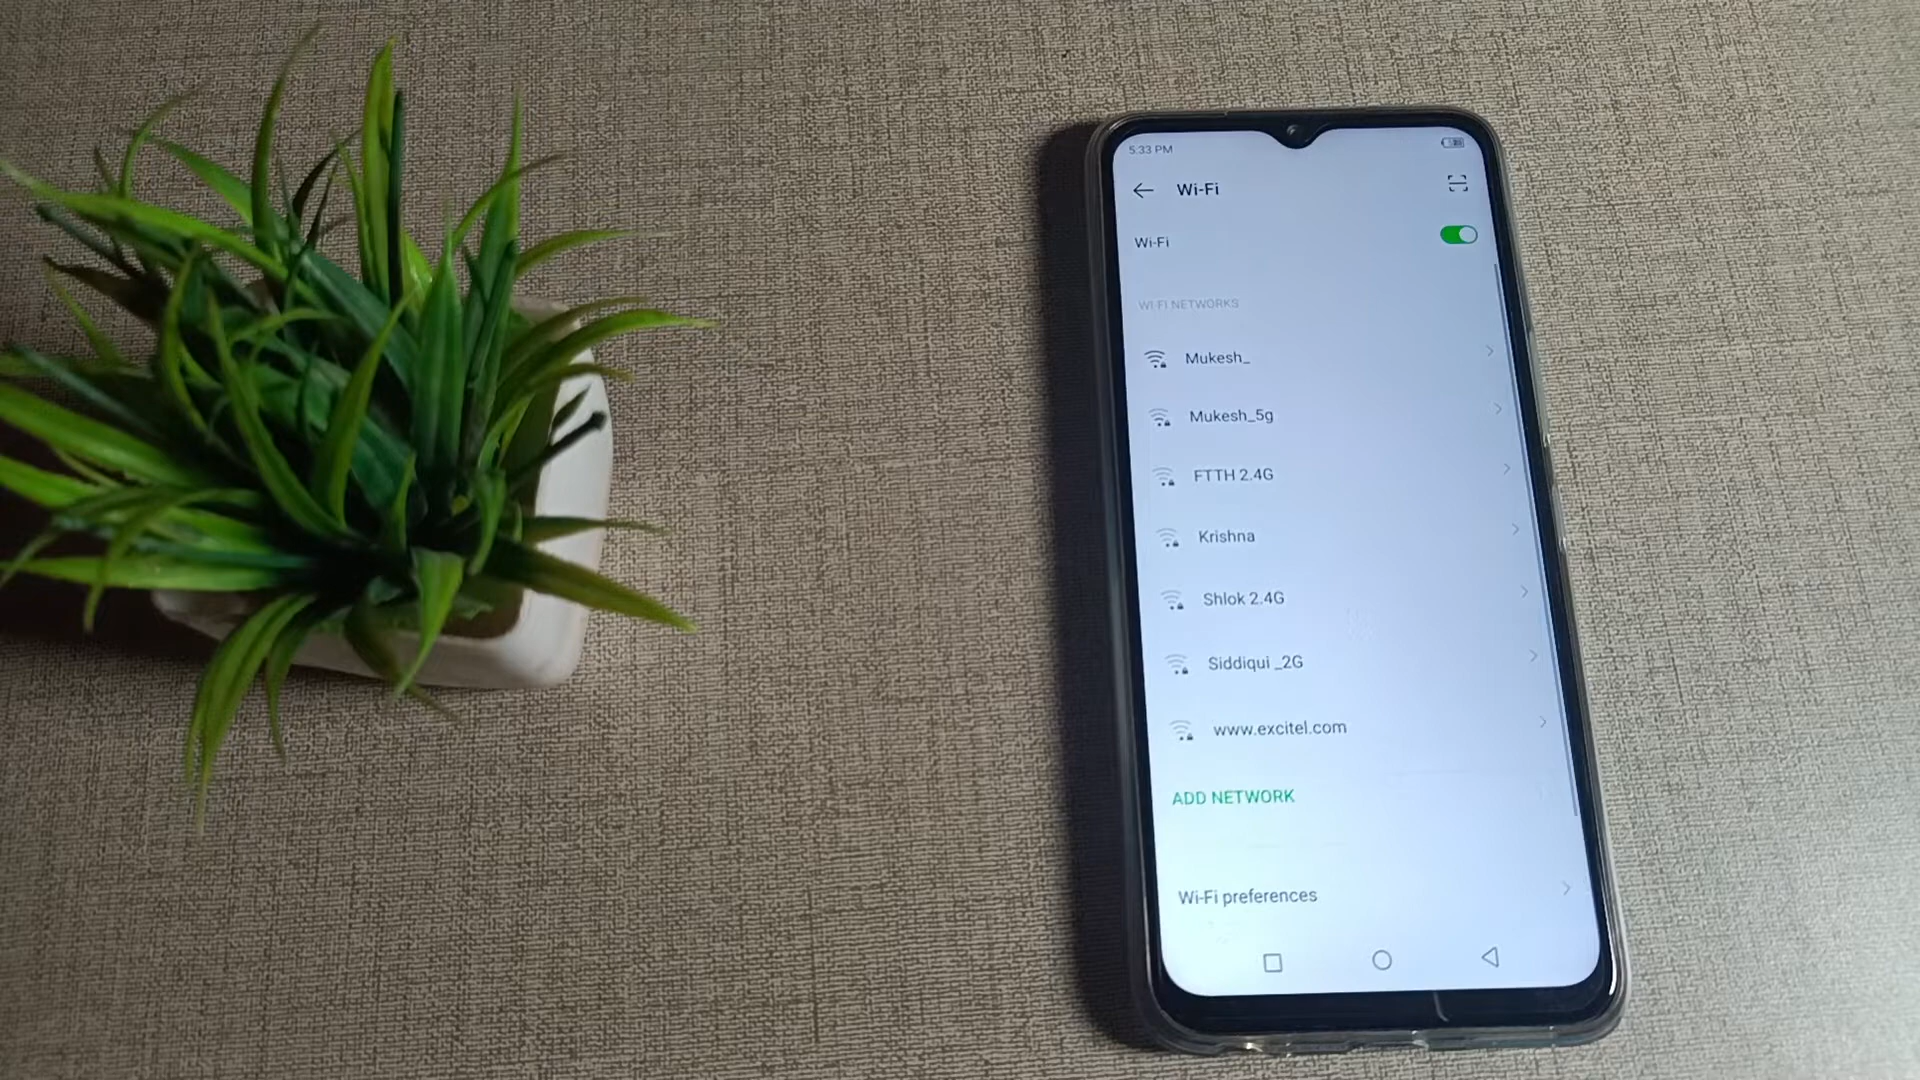 5:33 PM
Wi-Fi
Wi-Fi
WI-FI NETWORKS
Mukesh_
Mukesh_5g
FTTH 2.4G
Krishna
Shlok 2.4G
Siddiqui _2G
www.excitel.com
ADD NETWORK
Wi-Fi preferences